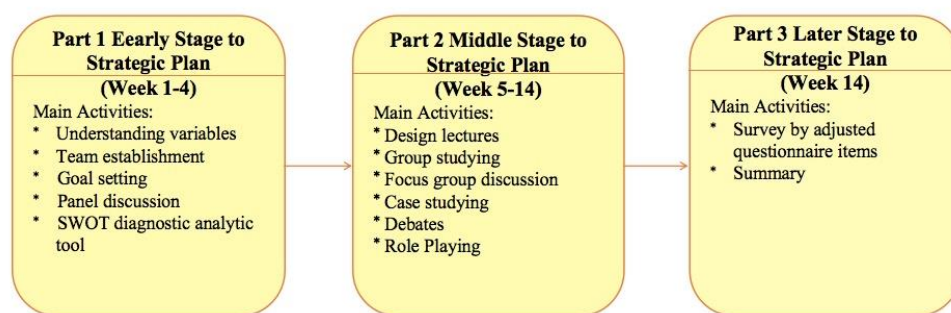 Part 1 Eearly Stage to
Strategic Plan
(Week 1-4)
Main Activities:
* Understanding variables
* Team establishment
* Goal setting
* Panel discussion
* SWOT diagnostic analytic
tool
Part 2 Middle Stage to
Strategic Plan
(Week 5-14)
Main Activities:
* Design lectures
* Group studying
* Focus group discussion
* Case studying
* Debates
* Role Playing
Part 3 Later Stage to
Strategic Plan
(Week 14)
Main Activities:
* Survey by adjusted
questionnaire items
* Summary